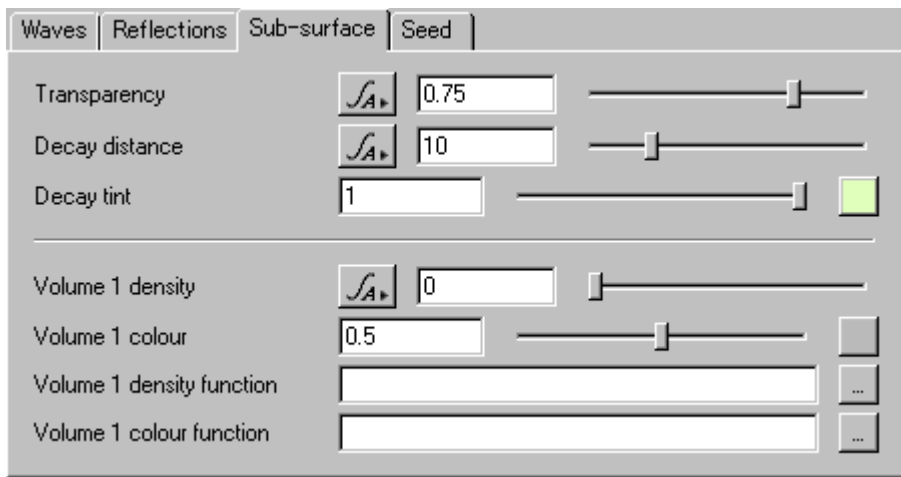 Waves Reflections Sub-surface Seed
Transparency 0.75
Decay distance 10
Decay tint 1
Volume 1 density 0
Volume 1 colour 0.5
Volume 1 density function ...
Volume 1 colour function ...